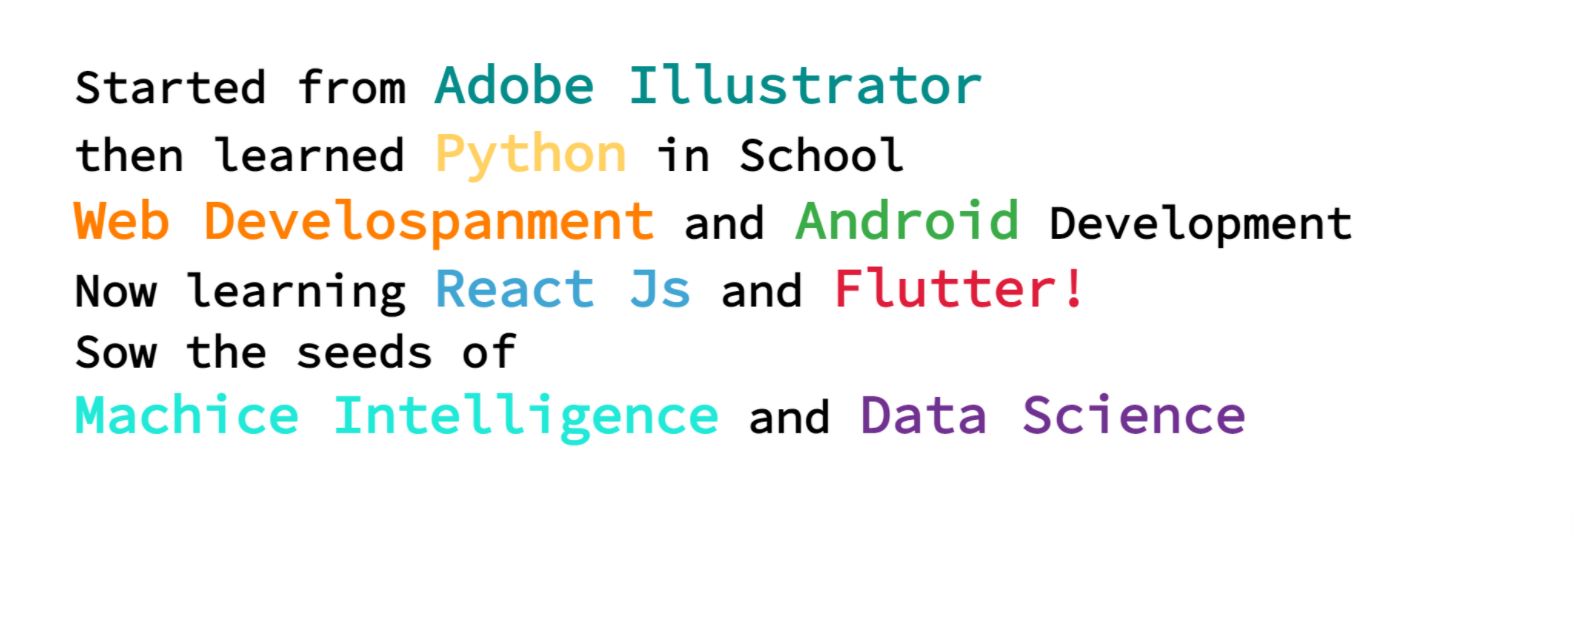 Started from Adobe Illustrator
then learned Python in School
Web Develospanment and Android Development
Now learning React Js and Flutter!
Sow the seeds of
Machice Intelligence and Data Science